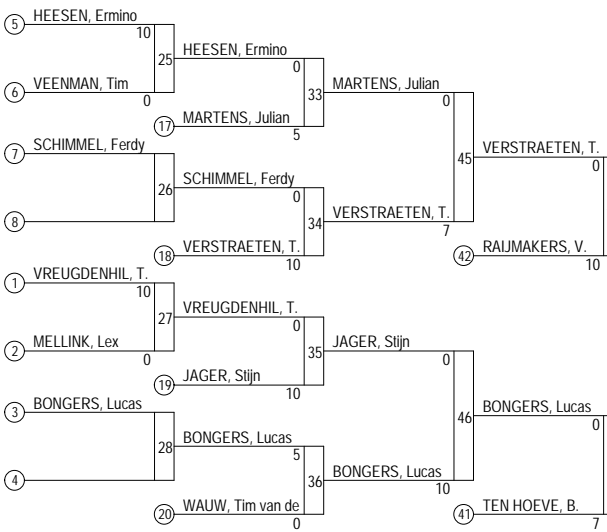 5 HEESEN, Ermino
10
25 HEESEN, Ermino
0
6 VEENMAN, Tim
0
33 MARTENS, Julian
0
17 MARTENS, Julian
5
7 SCHIMMEL, Ferdy
45 VERSTRAETEN, T.
0
26 SCHIMMEL, Ferdy
0
8
34 VERSTRAETEN, T.
7
18 VERSTRAETEN, T.
10
42 RAIJMAKERS, V.
10
1 VREUGDENHIL, T.
10
27 VREUGDENHIL, T.
0
2 MELLINK, Lex
0
35 JAGER, Stijn
0
19 JAGER, Stijn
10
3 BONGERS, Lucas
46 BONGERS, Lucas
0
28 BONGERS, Lucas
5
4
36 BONGERS, Lucas
10
20 WAUW, Tim van de
0
41 TEN HOEVE, B.
7